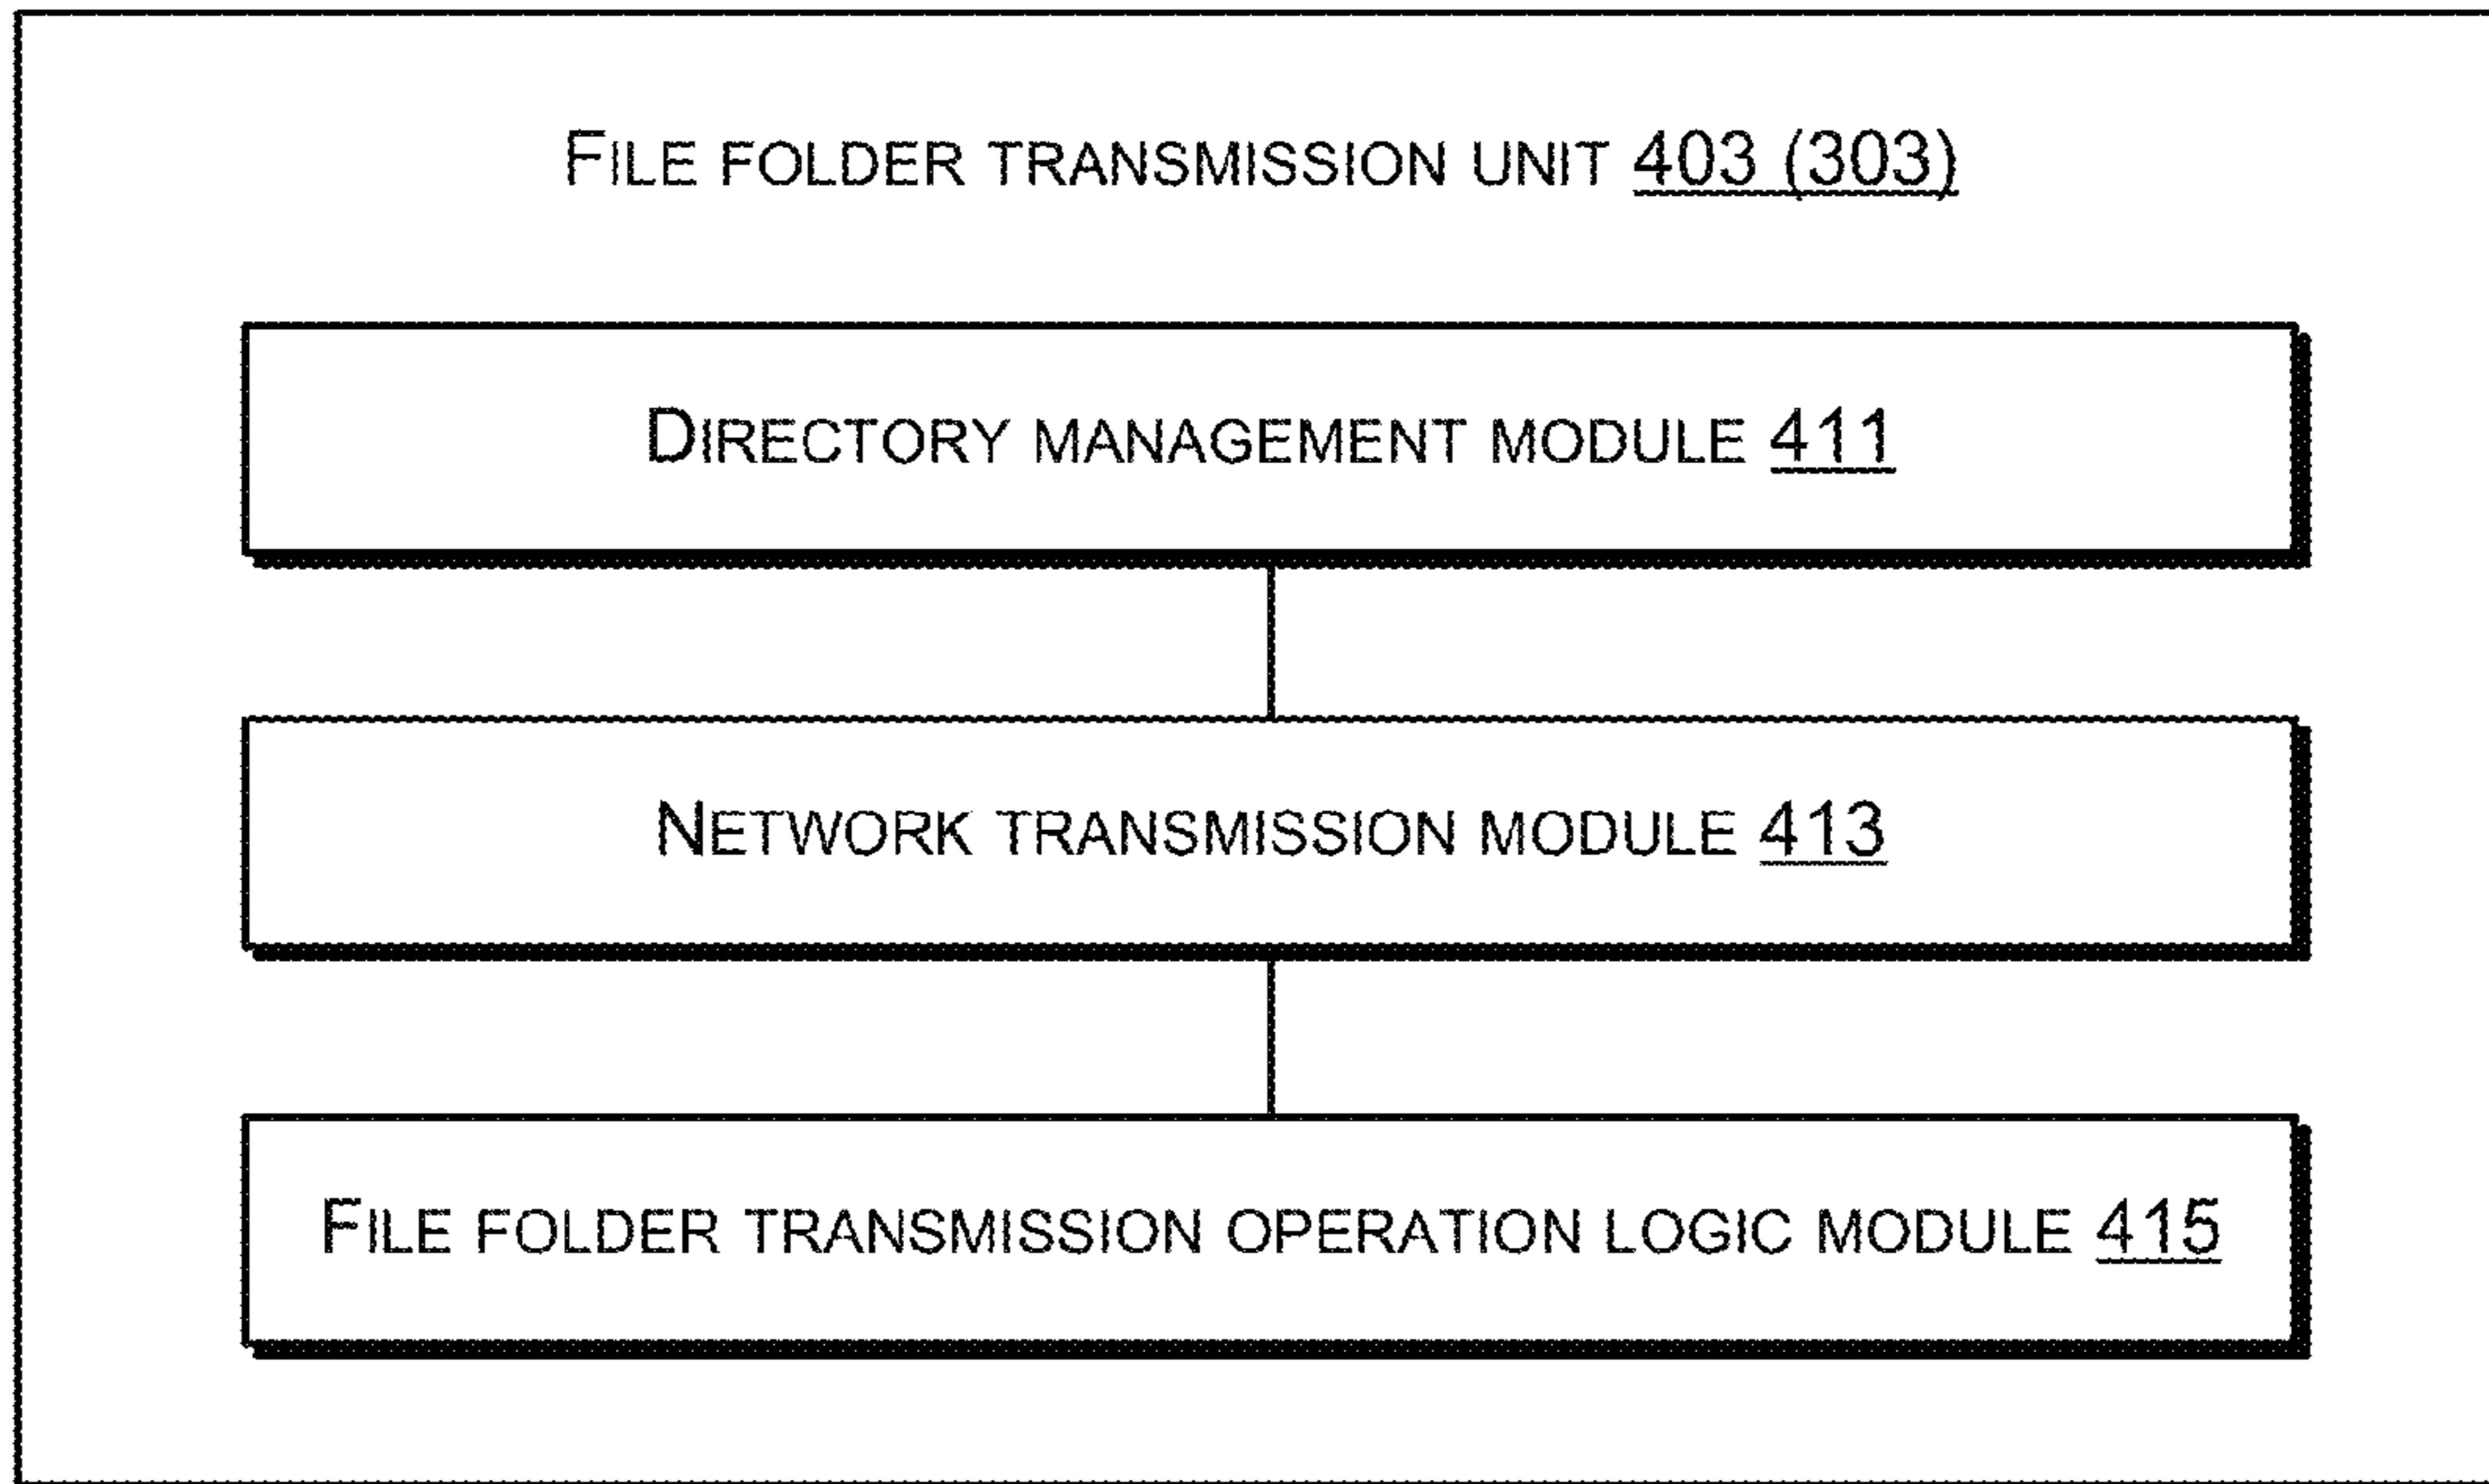 FILE FOLDER TRANSMISSION UNIT 403 (303)
DIRECTORY MANAGEMENT MODULE 411
NETWORK TRANSMISSION MODULE 413
FILE FOLDER TRANSMISSION OPERATION LOGIC MODULE 415